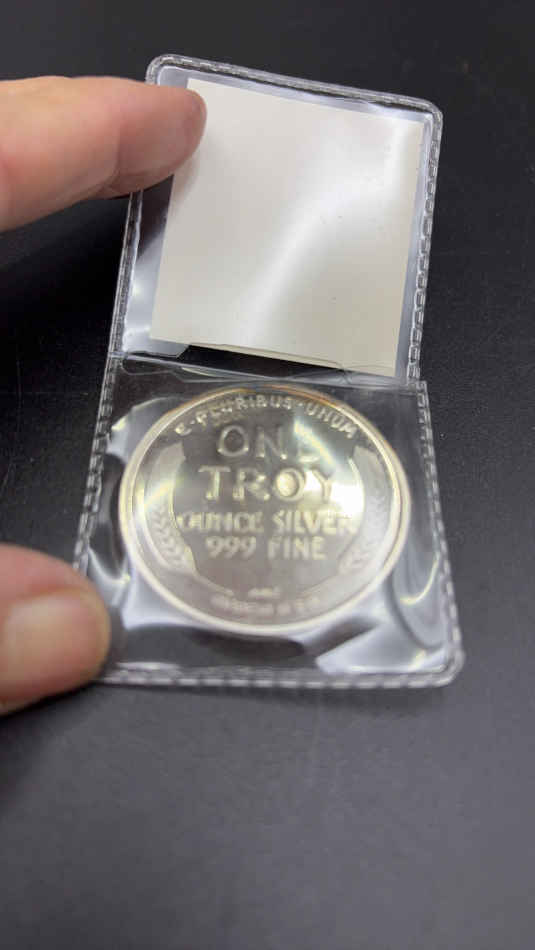 E·PLURIBUS·UNUM
ONE
TROY
OUNCE SILVER
999 FINE